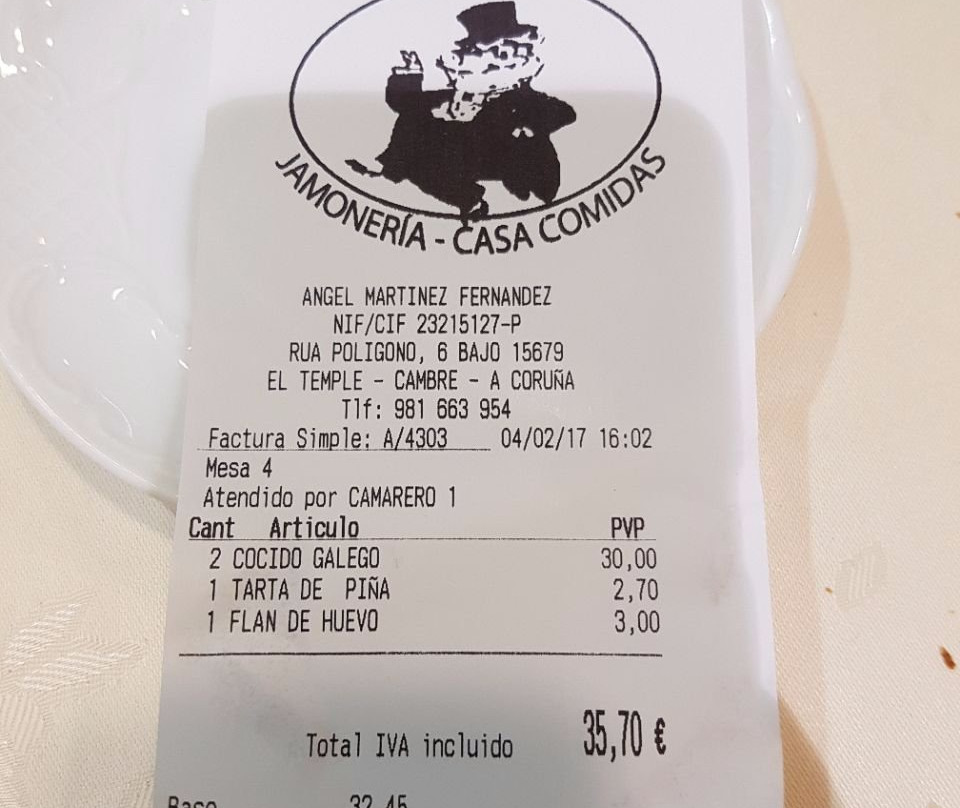 JAMONERÍA - CASA COMIDAS
ANGEL MARTINEZ FERNANDEZ
NIF/CIF 23215127-P
RUA POLIGONO, 6 BAJO 15679
EL TEMPLE - CAMBRE - A CORUÑA
Tlf: 981 663 954
Factura Simple: A/4303 04/02/17 16:02
Mesa 4
Atendido por CAMARERO 1
Cant Articulo PVP
2 COCIDO GALEGO 30,00
1 TARTA DE PIÑA 2,70
1 FLAN DE HUEVO 3,00
Total IVA incluido 35,70 €
Base 32,45